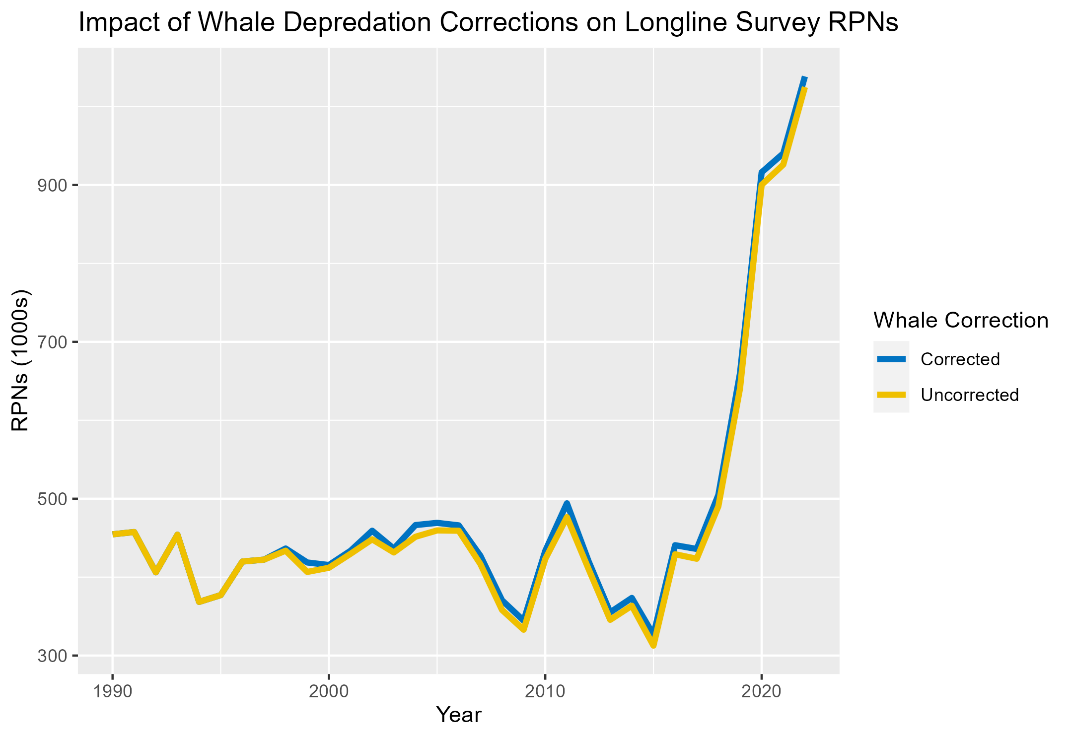 Impact of Whale Depredation Corrections on Longline Survey RPNs
RPNs (1000s)
900
700
500
300
1990 2000 2010 2020
Year
Whale Correction
Corrected
Uncorrected